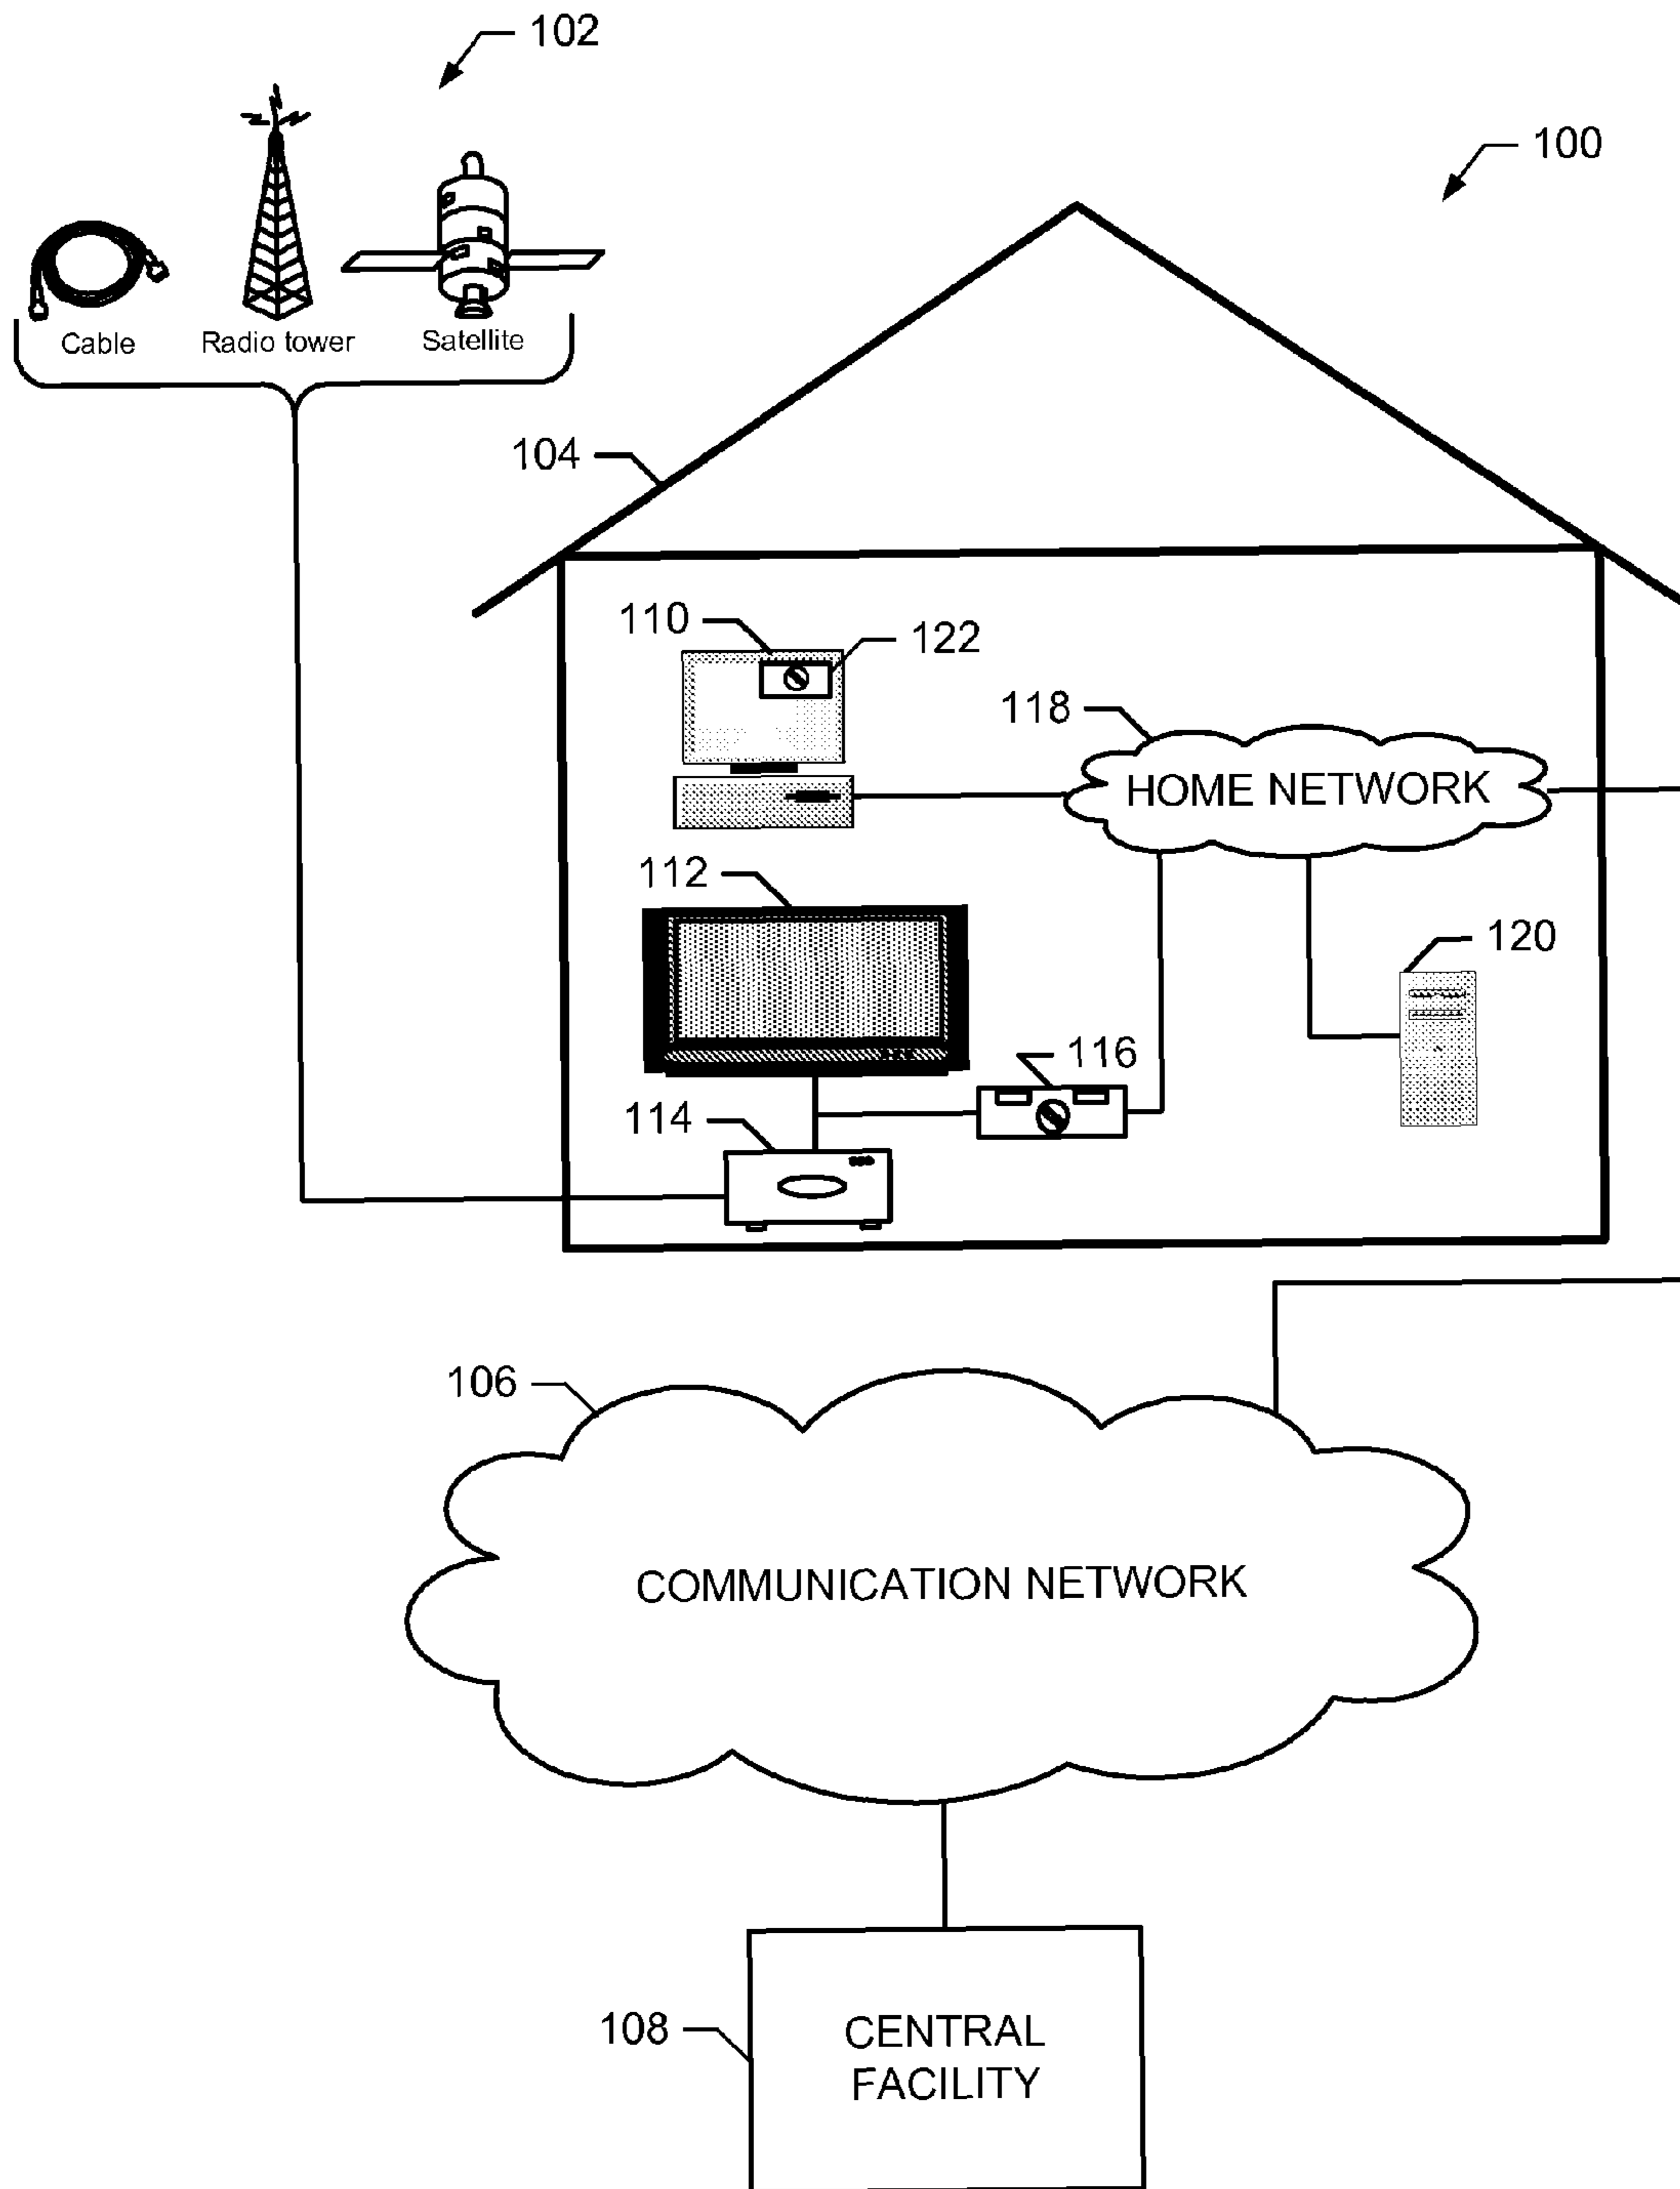 102
100
Cable
Radio tower
Satellite
104
110
122
118
HOME NETWORK
112
120
116
114
106
COMMUNICATION NETWORK
108
CENTRAL
FACILITY